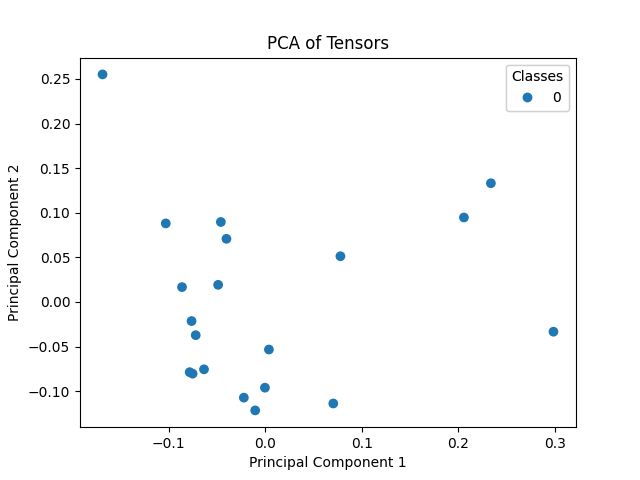 PCA of Tensors
Classes
0
Principal Component 2
0.25
0.20
0.15
0.10
0.05
0.00
−0.05
−0.10
−0.1 0.0 0.1 0.2 0.3
Principal Component 1